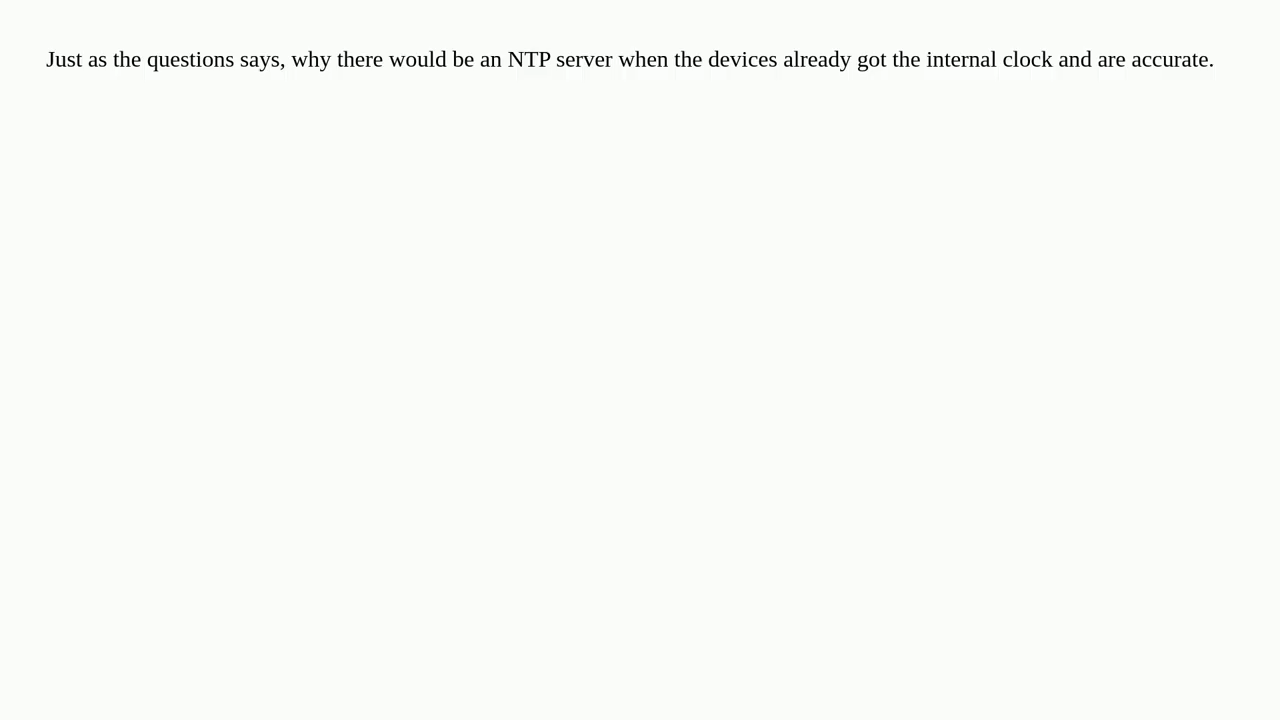 Just as the questions says, why there would be an NTP server when the devices already got the internal clock and are accurate.